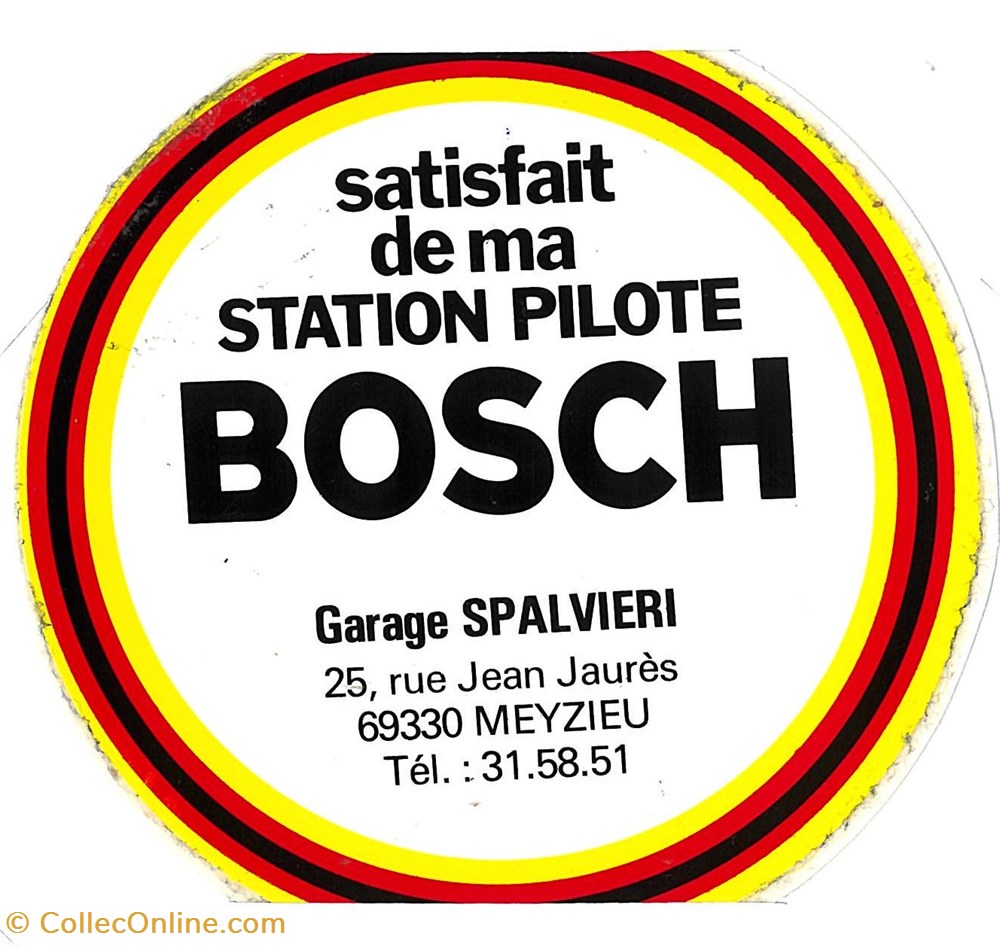 satisfait
de ma
STATION PILOTE
BOSCH
Garage SPALVIERI
25, rue Jean Jaurès
69330 MEYZIEU
Tél. : 31.58.51
© CollecOnline.com